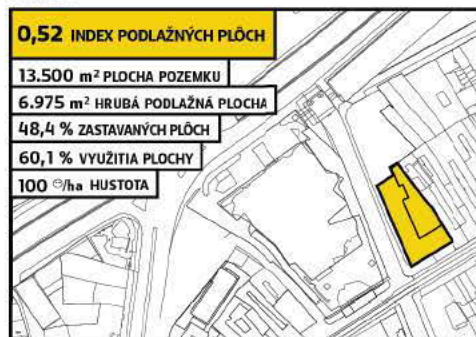 0,52 INDEX PODLAŽNÝCH PLÔCH
13.500 m² PLOCHA POZEMKU
6.975 m² HRUBÁ PODLAŽNÁ PLOCHA
48,4 % ZASTAVANÝCH PLÔCH
60,1 % VYUŽITIA PLOCHY
100 ☺/ha HUSTOTA